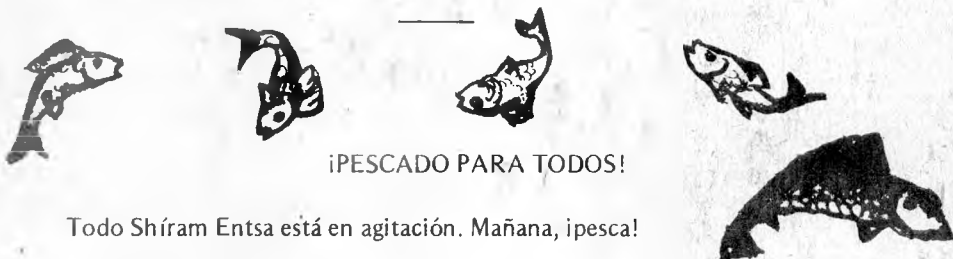 ¡PESCADO PARA TODOS!
Todo Shíram Entsa está en agitación. Mañana, ¡pesca!